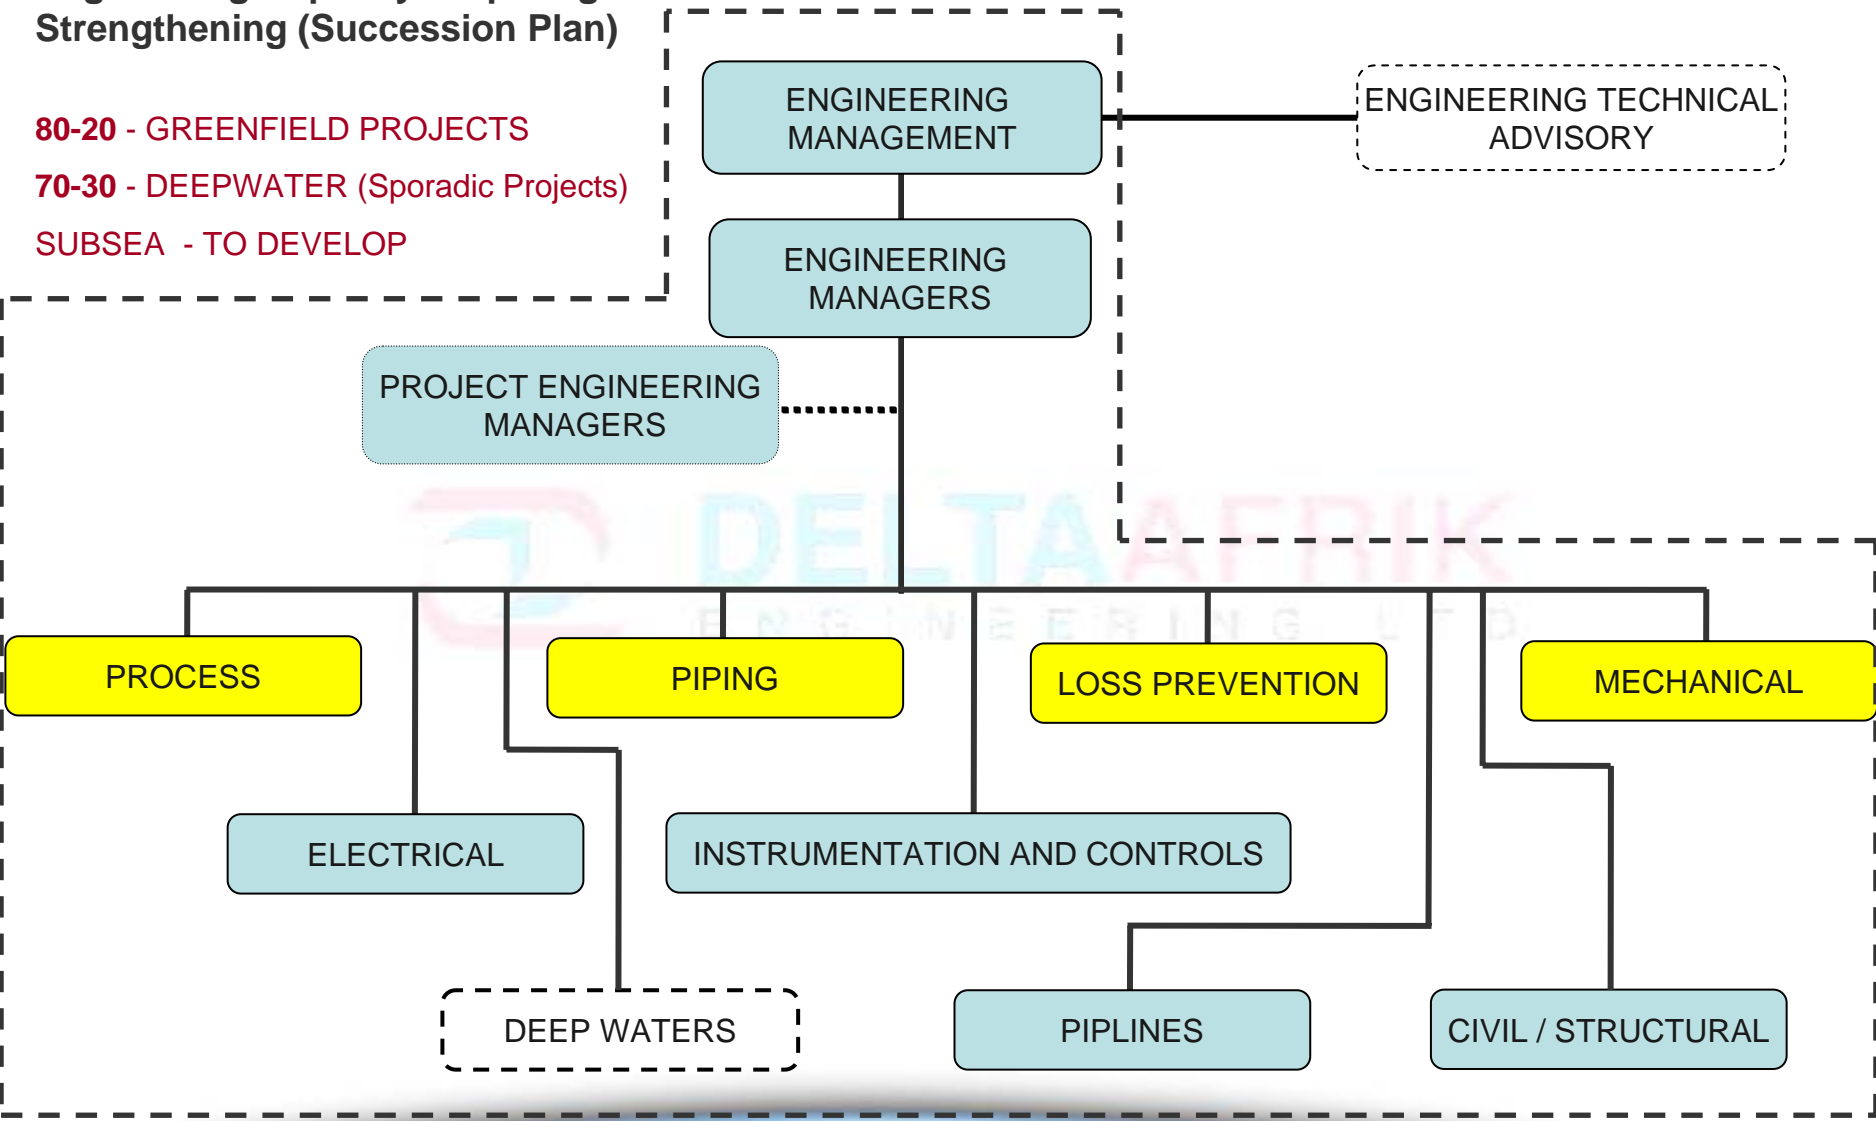 Strengthening (Succession Plan)
80-20 - GREENFIELD PROJECTS
70-30 - DEEPWATER (Sporadic Projects)
SUBSEA - TO DEVELOP
ENGINEERING
MANAGEMENT
ENGINEERING TECHNICAL
ADVISORY
ENGINEERING
MANAGERS
PROJECT ENGINEERING
MANAGERS
DELTAAFRIK
ENGINEERING LTD
PROCESS
PIPING
LOSS PREVENTION
MECHANICAL
ELECTRICAL
INSTRUMENTATION AND CONTROLS
DEEP WATERS
PIPLINES
CIVIL / STRUCTURAL